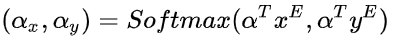 (α_x, α_y) = Softmax(α^T x^E, α^T y^E)